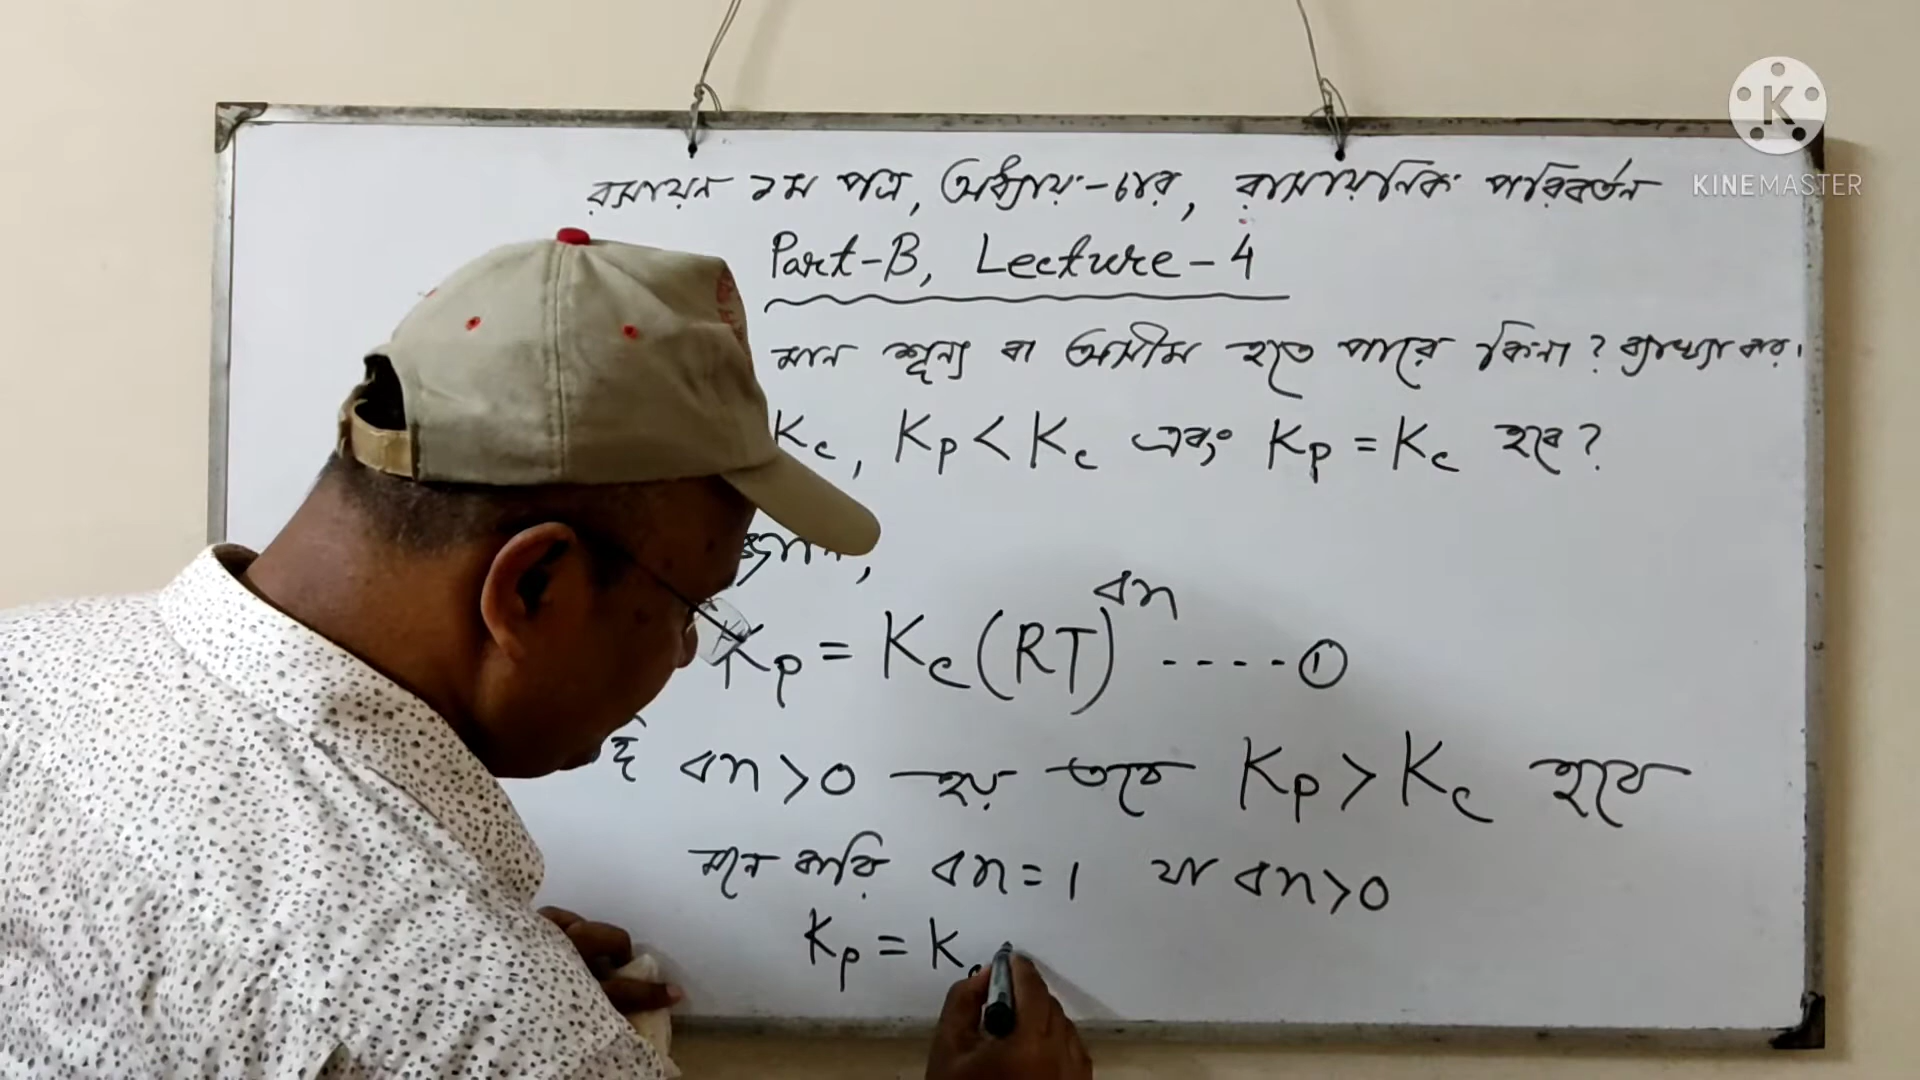 রসায়ন ১ম পত্র, অধ্যায়-৪র, রাসায়নিক পরিবর্তন
Part-B, Lecture-4
মান শূন্য বা অসীম হতে পারে কিনা? ব্যাখ্যা কর।
Kc, Kp < Kc এবং Kp = Kc হবে?
Kp = Kc(RT)^Δn ----①
Δn>0 হয় তবে Kp > Kc হবে
মনে করি Δn=1 যা Δn>0
Kp = Kc
KINEMASTER